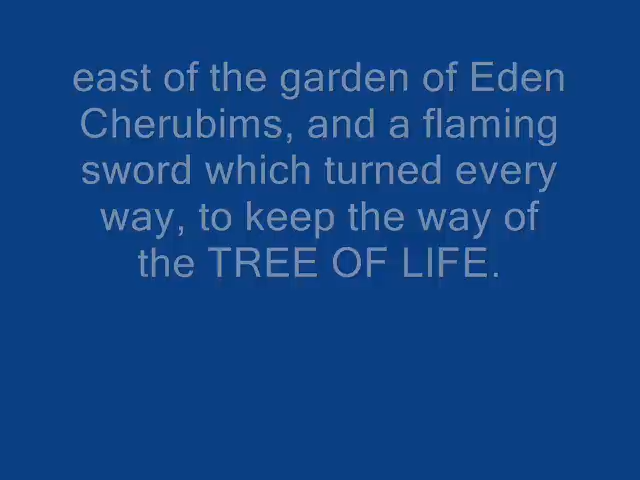 east of the garden of Eden
Cherubims, and a flaming
sword which turned every
way, to keep the way of
the TREE OF LIFE.